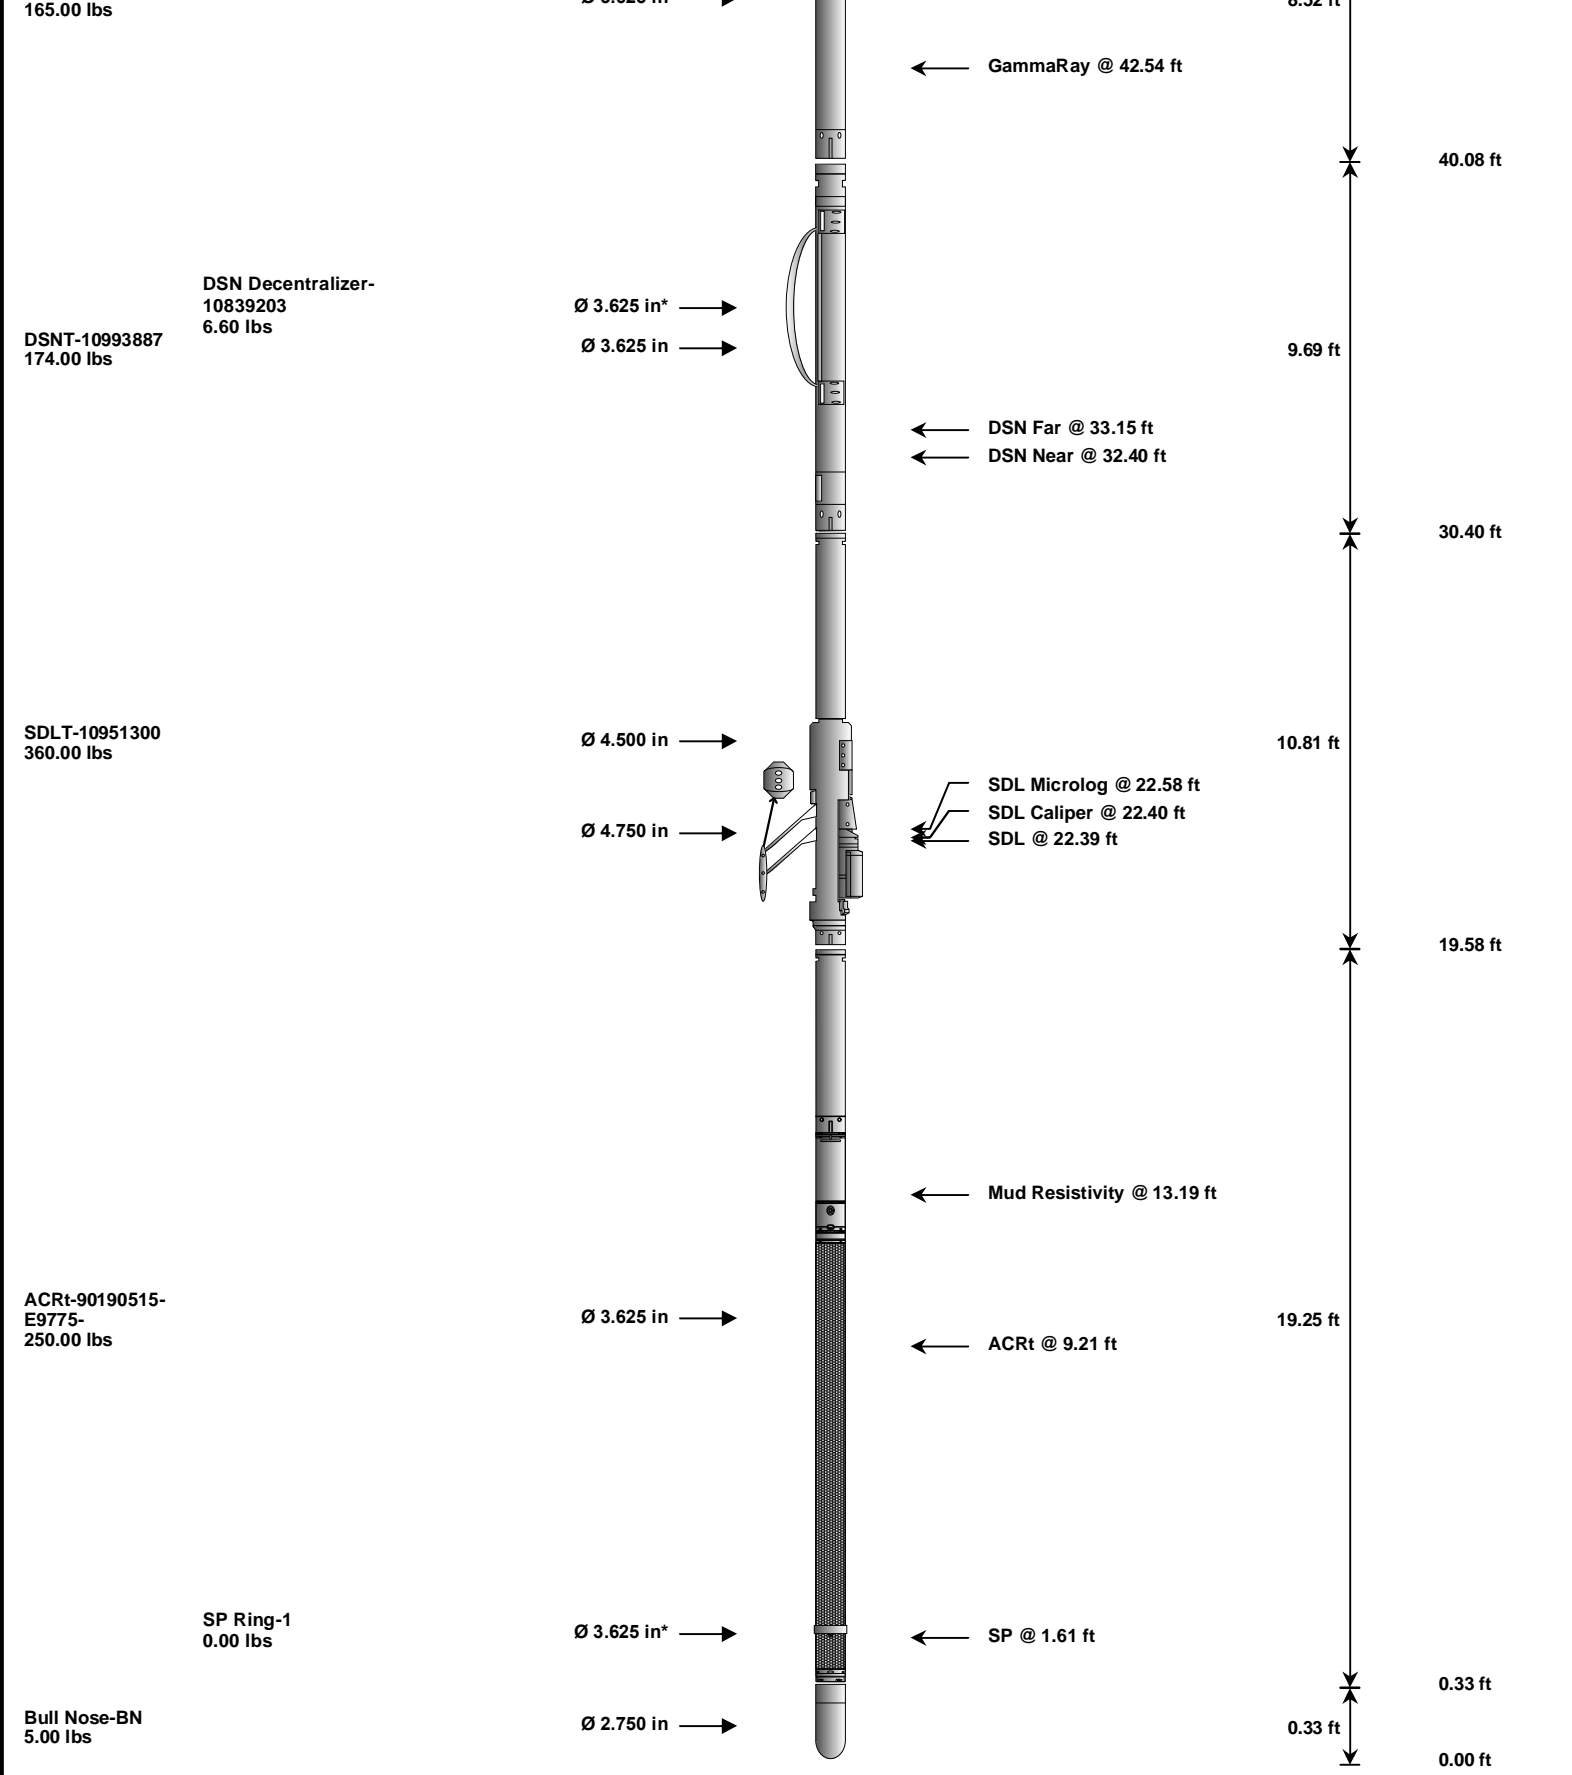 165.00 lbs
GammaRay @ 42.54 ft
40.08 ft
DSN Decentralizer-
10839203
6.60 lbs
Ø 3.625 in*
DSNT-10993887
174.00 lbs
Ø 3.625 in
9.69 ft
DSN Far @ 33.15 ft
DSN Near @ 32.40 ft
30.40 ft
SDLT-10951300
360.00 lbs
Ø 4.500 in
10.81 ft
SDL Microlog @ 22.58 ft
SDL Caliper @ 22.40 ft
Ø 4.750 in
SDL @ 22.39 ft
19.58 ft
Mud Resistivity @ 13.19 ft
ACRt-90190515-
E9775-
250.00 lbs
Ø 3.625 in
19.25 ft
ACRt @ 9.21 ft
SP Ring-1
0.00 lbs
Ø 3.625 in*
SP @ 1.61 ft
0.33 ft
Bull Nose-BN
5.00 lbs
Ø 2.750 in
0.33 ft
0.00 ft